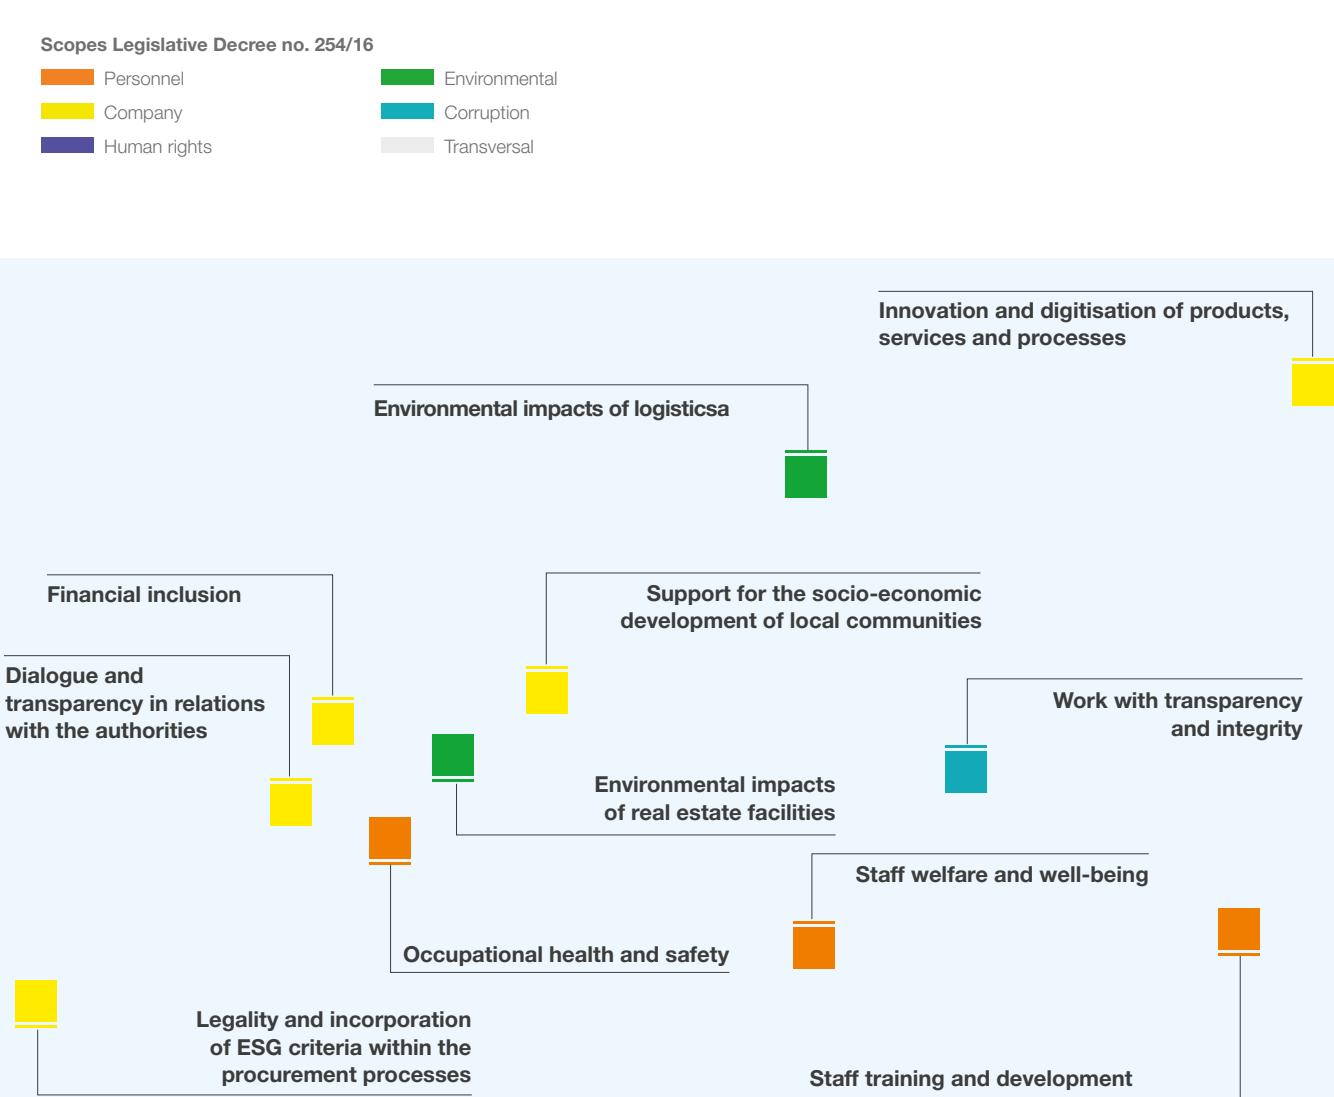 Scopes Legislative Decree no. 254/16
Personnel
Environmental
Company
Corruption
Human rights
Transversal
Innovation and digitisation of products,
services and processes
Environmental impacts of logisticsa
Financial inclusion
Support for the socio-economic
development of local communities
Dialogue and
transparency in relations
with the authorities
Work with transparency
and integrity
Environmental impacts
of real estate facilities
Staff welfare and well-being
Occupational health and safety
Legality and incorporation
of ESG criteria within the
procurement processes
Staff training and development